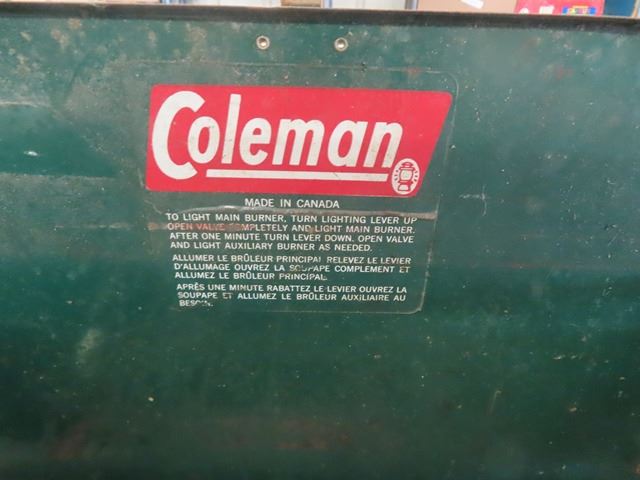 Coleman
MADE IN CANADA
TO LIGHT MAIN BURNER, TURN LIGHTING LEVER UP
OPEN VALVE COMPLETELY AND LIGHT MAIN BURNER.
AFTER ONE MINUTE TURN LEVER DOWN. OPEN VALVE
AND LIGHT AUXILIARY BURNER AS NEEDED.
ALLUMER LE BRÛLEUR PRINCIPAL RELEVEZ LE LEVIER
D'ALLUMAGE OUVREZ LA SOUPAPE COMPLEMENT ET
ALLUMEZ LE BRÛLEUR PRINCIPAL
APRÈS UNE MINUTE RABATTEZ LE LEVIER OUVREZ LA
SOUPAPE ET ALLUMEZ LE BRÛLEUR AUXILIAIRE AU
BESOIN.